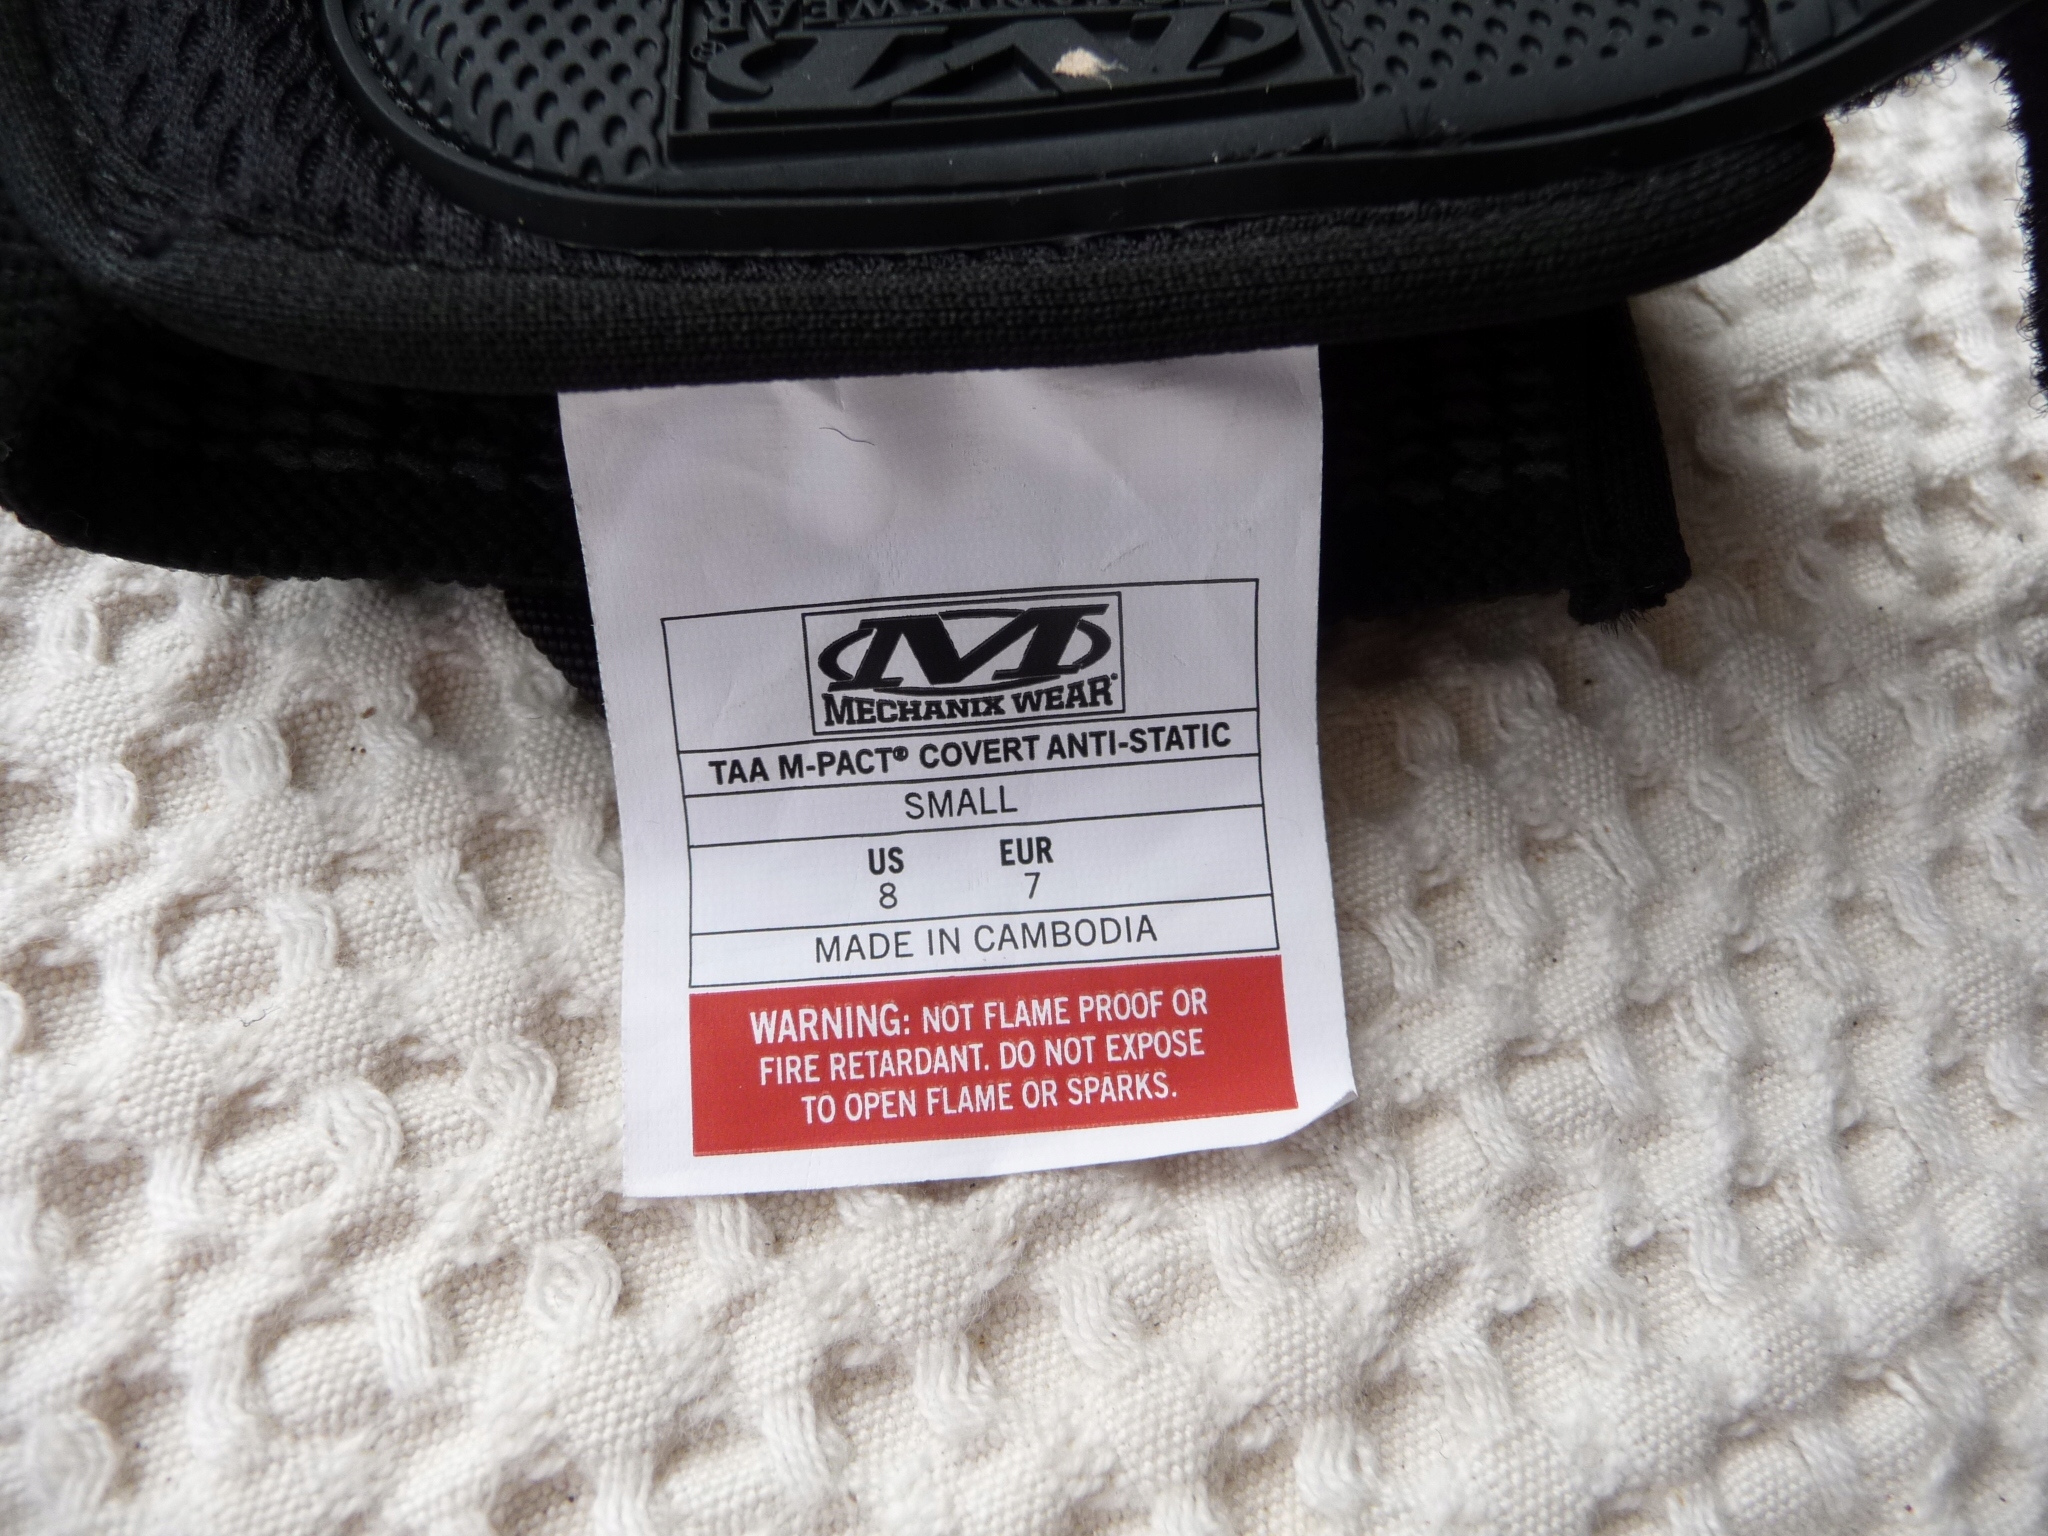 MECHANIX WEAR®
TAA M-PACT® COVERT ANTI-STATIC
SMALL
US EUR
8 7
MADE IN CAMBODIA
WARNING: NOT FLAME PROOF OR
FIRE RETARDANT. DO NOT EXPOSE
TO OPEN FLAME OR SPARKS.